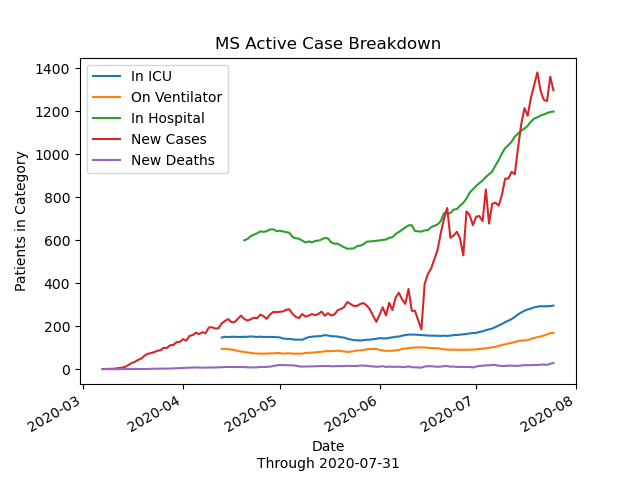 MS Active Case Breakdown
In ICU
On Ventilator
In Hospital
New Cases
New Deaths
Patients in Category
1400
1200
1000
800
600
400
200
0
2020-03
2020-04
2020-05
2020-06
2020-07
2020-08
Date
Through 2020-07-31